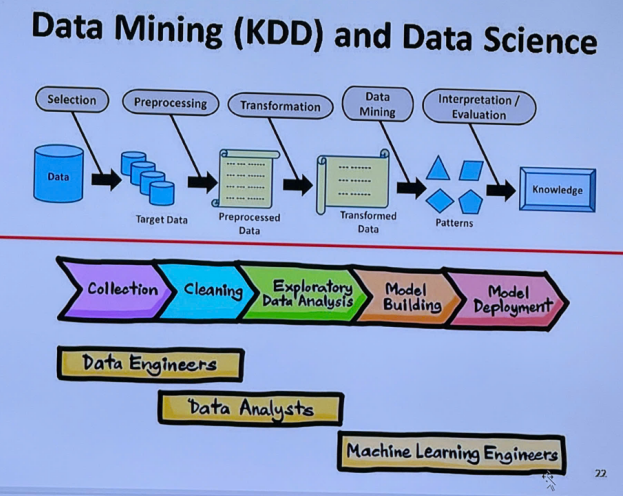 Data Mining (KDD) and Data Science
Selection
Preprocessing
Transformation
Data
Mining
Interpretation /
Evaluation
Data
Target Data
Preprocessed
Data
Transformed
Data
Patterns
Knowledge
Collection
Cleaning
Exploratory
Data Analysis
Model
Building
Model
Deployment
Data Engineers
Data Analysts
Machine Learning Engineers
22